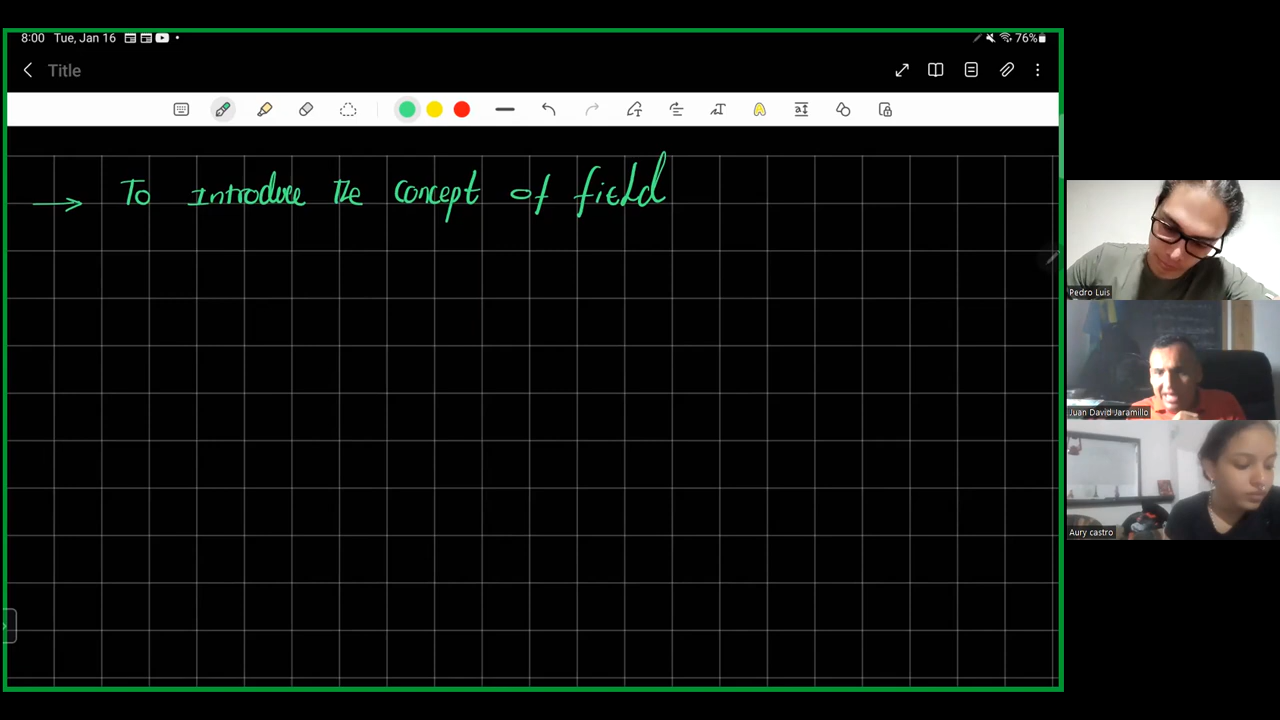 8:00 Tue, Jan 16 76%
Title
→ To Introduce the concept of field
Pedro Luis
Juan David Jaramillo
Aury castro